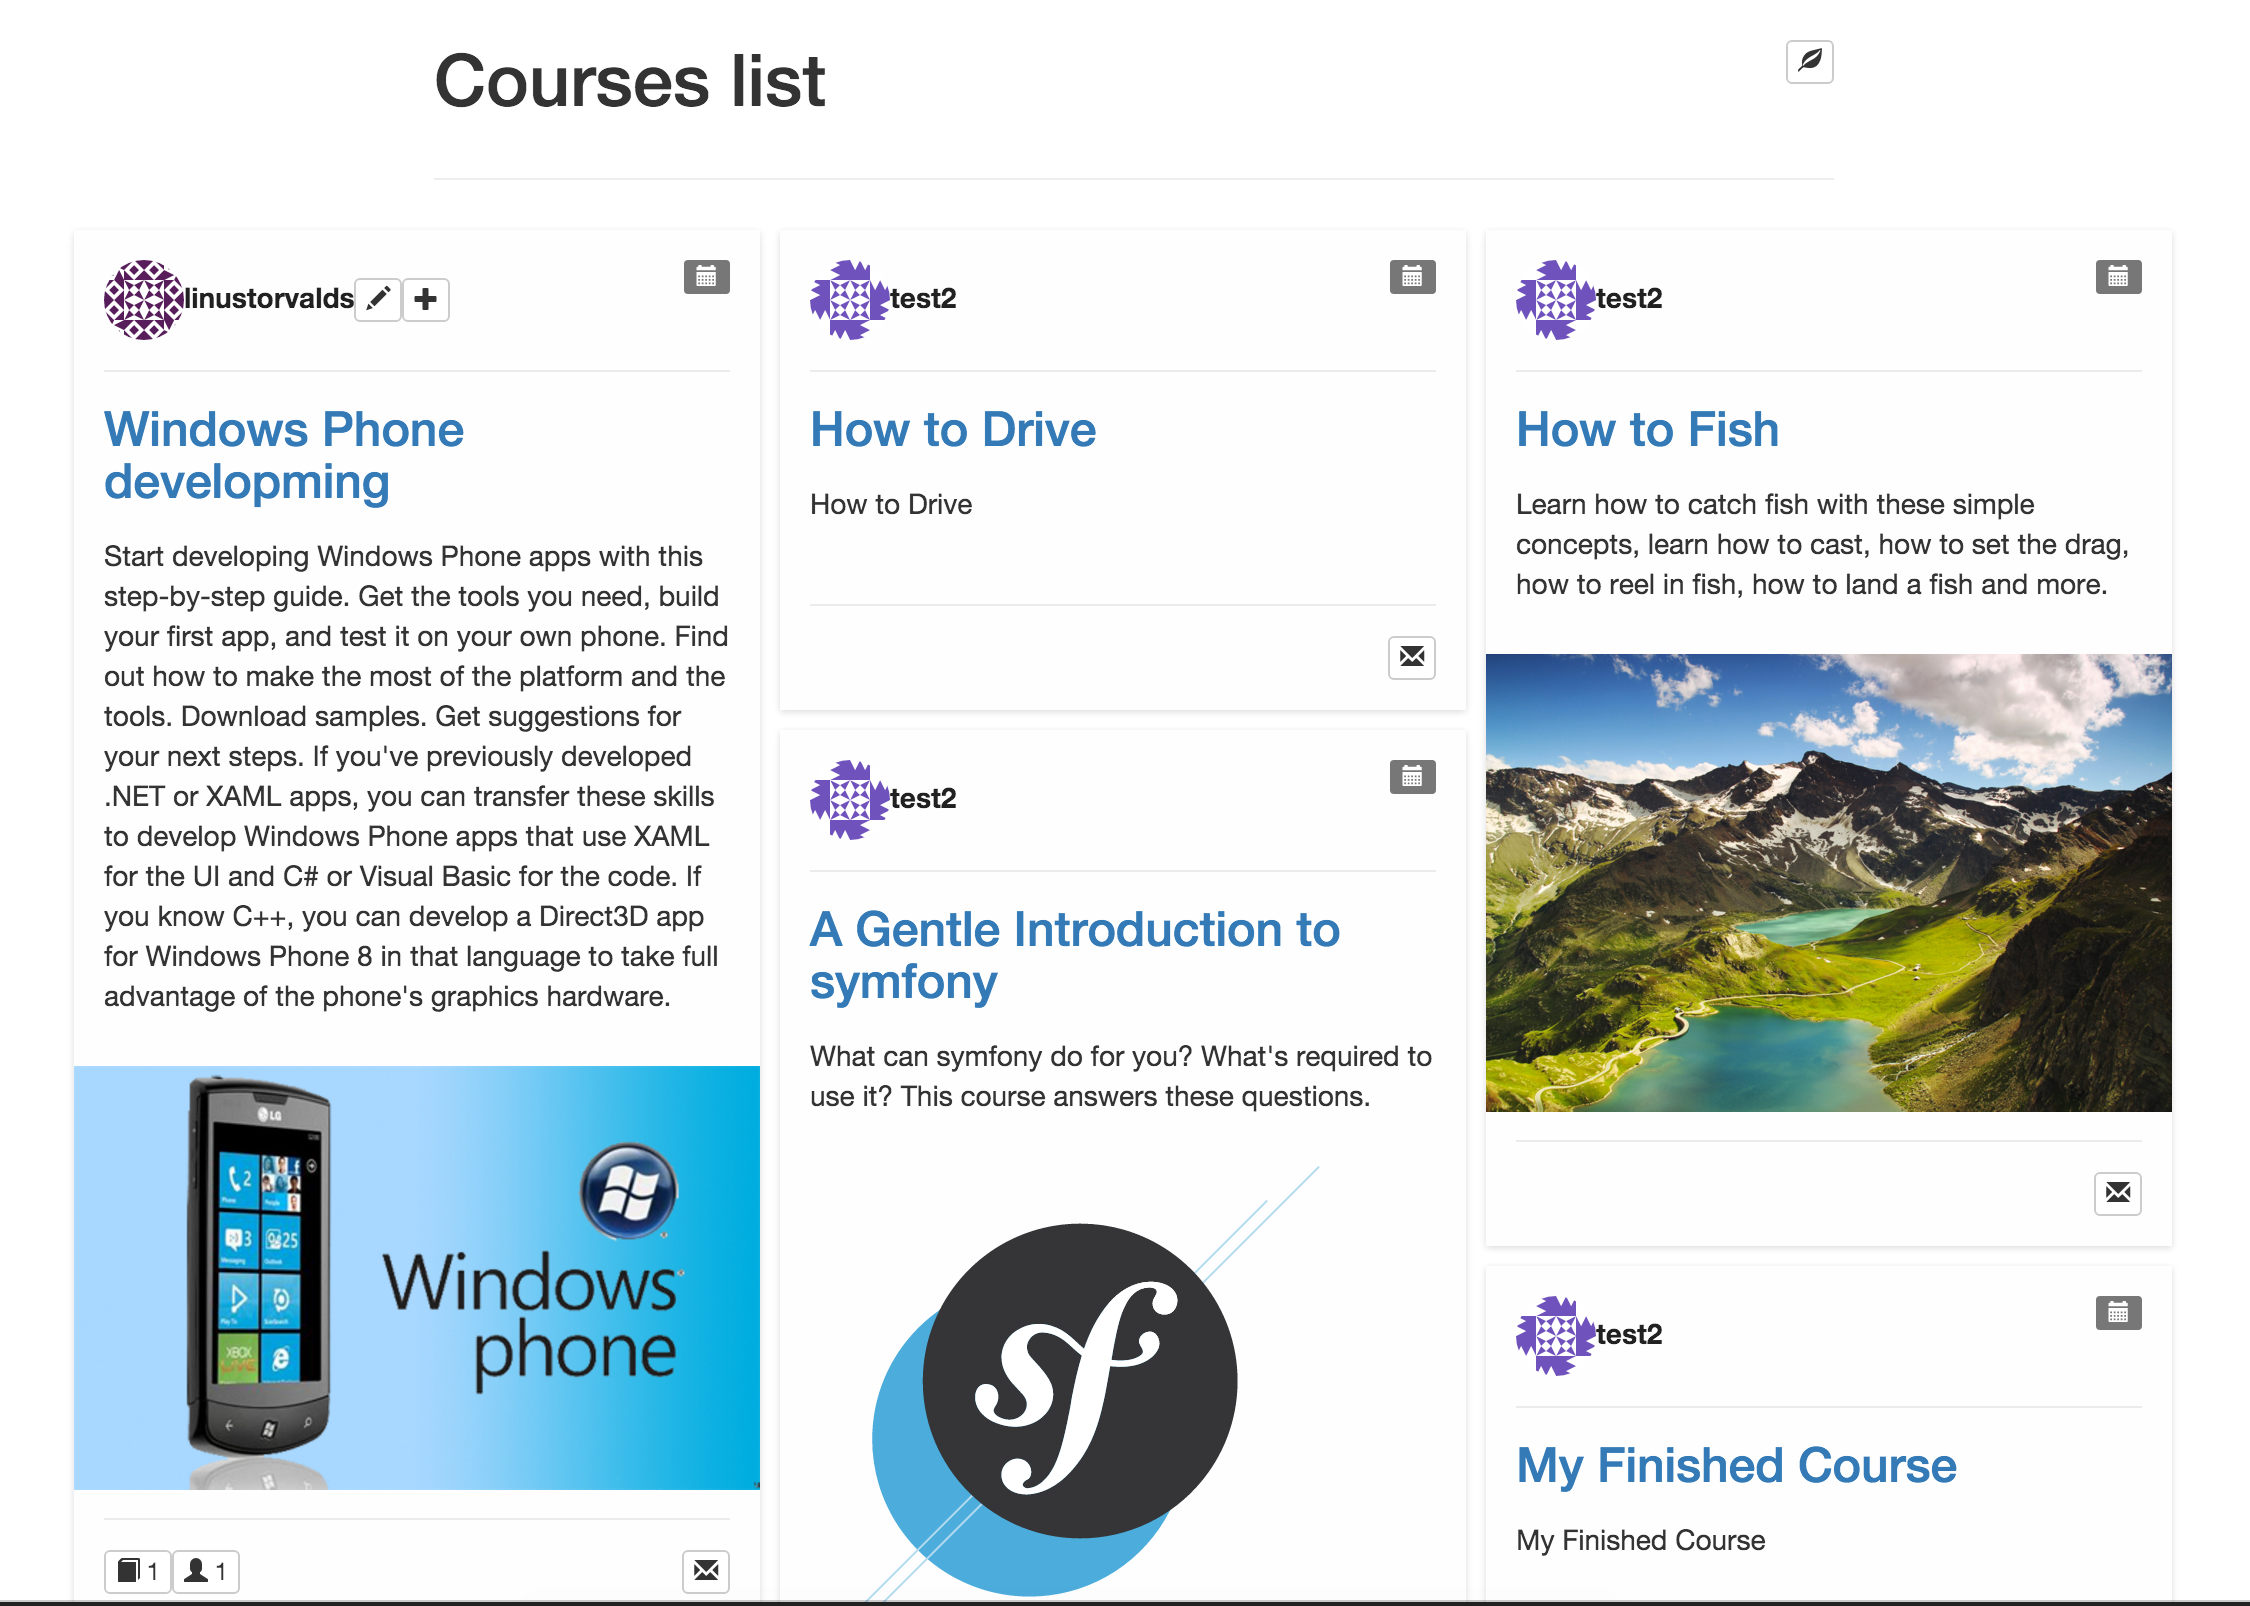 Courses list
linustorvalds
Windows Phone
developming
Start developing Windows Phone apps with this
step-by-step guide. Get the tools you need, build
your first app, and test it on your own phone. Find
out how to make the most of the platform and the
tools. Download samples. Get suggestions for
your next steps. If you've previously developed
.NET or XAML apps, you can transfer these skills
to develop Windows Phone apps that use XAML
for the UI and C# or Visual Basic for the code. If
you know C++, you can develop a Direct3D app
for Windows Phone 8 in that language to take full
advantage of the phone's graphics hardware.
LG
2
3
25
XBOX
LIVE
Windows
phone
1
1
test2
How to Drive
How to Drive
test2
A Gentle Introduction to
symfony
What can symfony do for you? What's required to
use it? This course answers these questions.
sf
test2
How to Fish
Learn how to catch fish with these simple
concepts, learn how to cast, how to set the drag,
how to reel in fish, how to land a fish and more.
test2
My Finished Course
My Finished Course